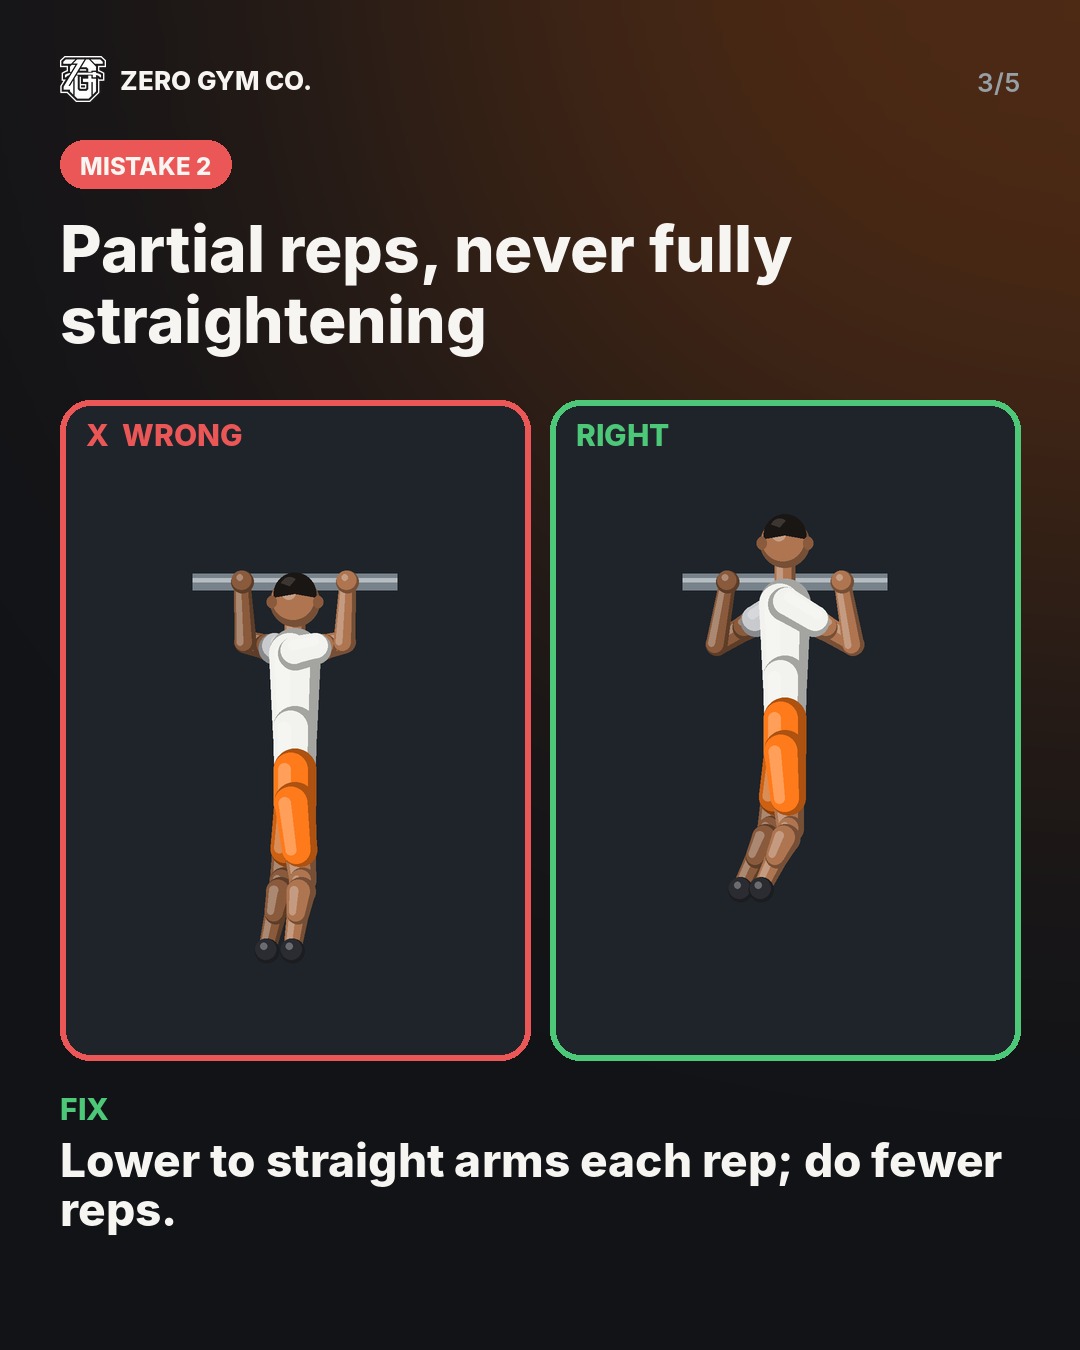 ZERO GYM CO.
3/5
MISTAKE 2
Partial reps, never fully
straightening
X WRONG
RIGHT
FIX
Lower to straight arms each rep; do fewer
reps.